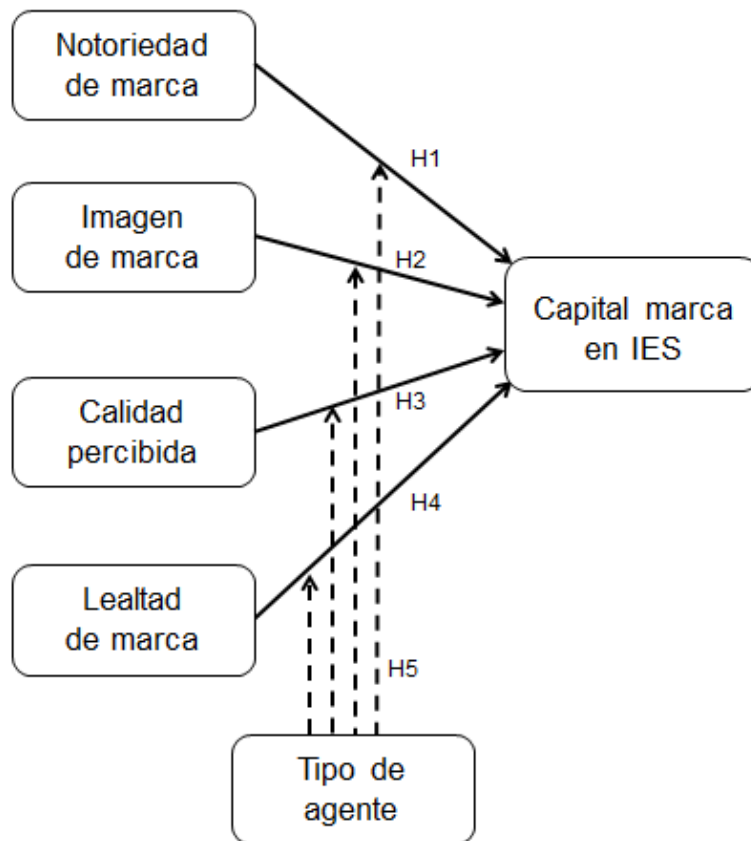 Notoriedad
de marca
H1
Imagen
de marca
H2
Capital marca
en IES
Calidad
percibida
H3
H4
Lealtad
de marca
H5
Tipo de
agente